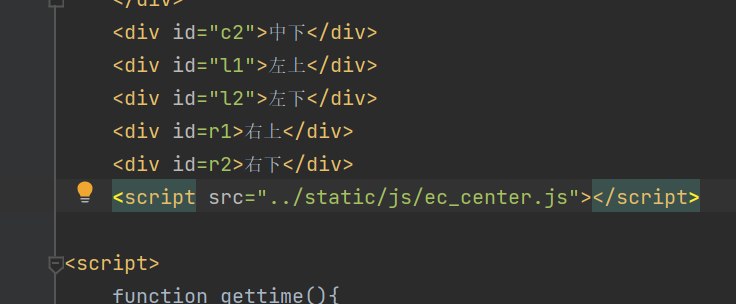 </div>
<div id="c2">中下</div>
<div id="l1">左上</div>
<div id="l2">左下</div>
<div id=r1>右上</div>
<div id=r2>右下</div>
<script src="../static/js/ec_center.js"></script>
<script>
function gettime(){